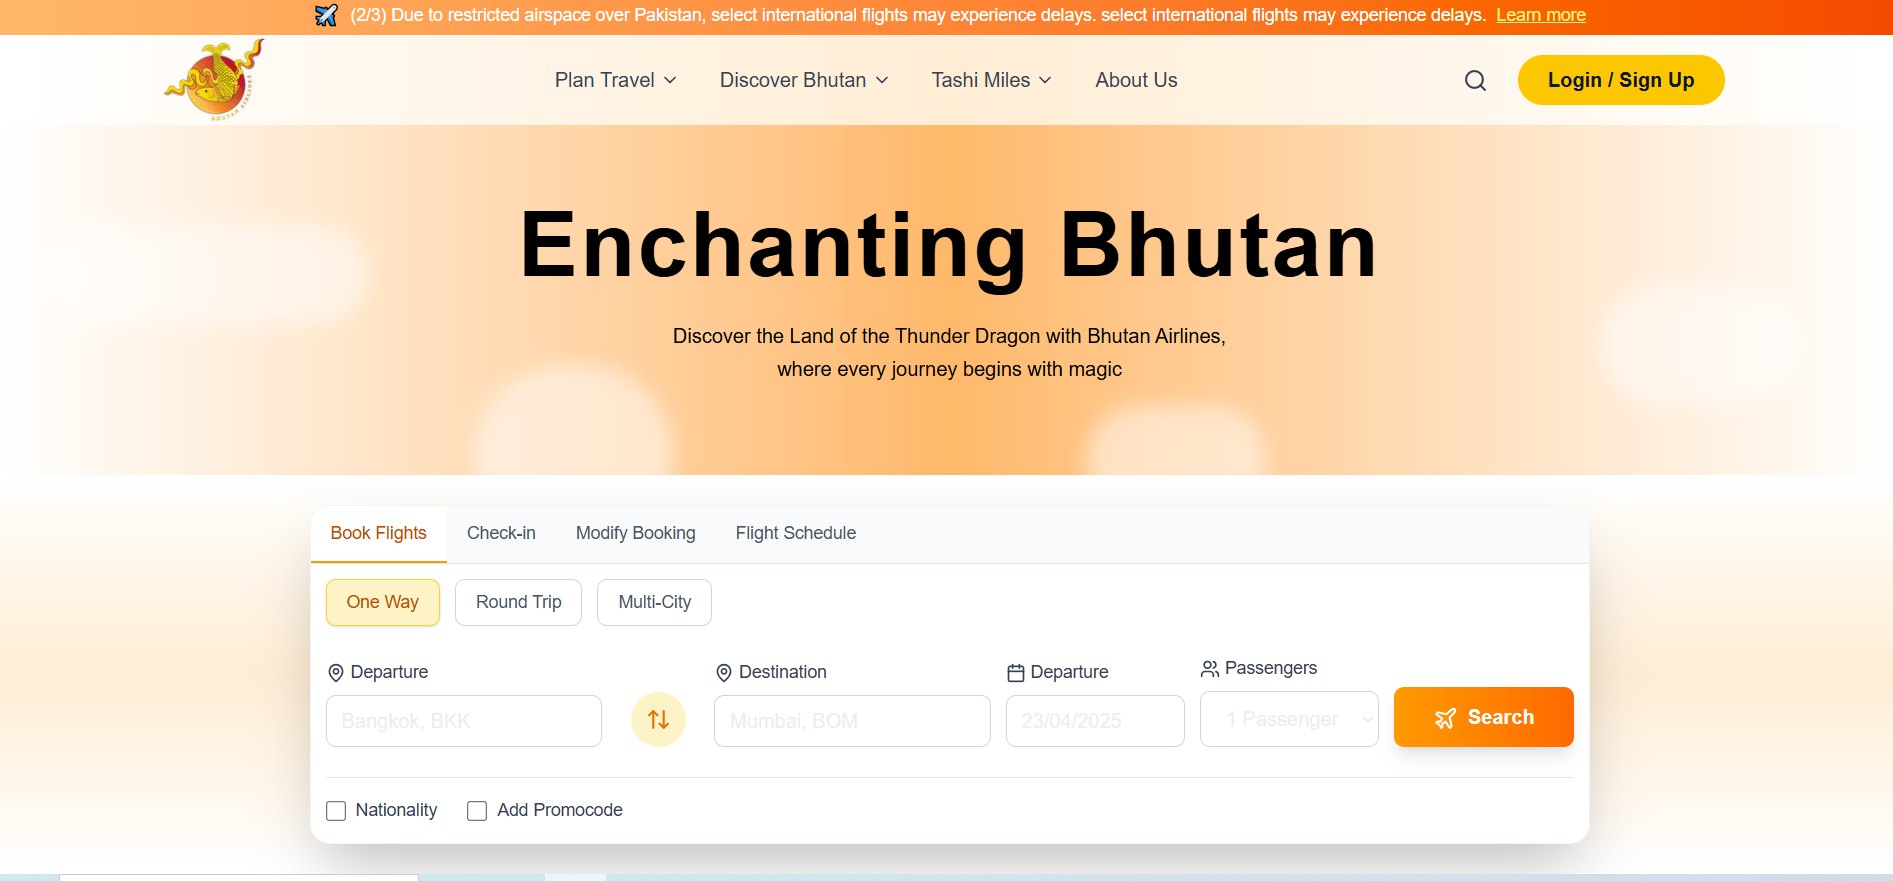 (2/3) Due to restricted airspace over Pakistan, select international flights may experience delays. select international flights may experience delays. Learn more
BHUTAN AIRLINES
Plan Travel
Discover Bhutan
Tashi Miles
About Us
Login / Sign Up
Enchanting Bhutan
Discover the Land of the Thunder Dragon with Bhutan Airlines,
where every journey begins with magic
Book Flights
Check-in
Modify Booking
Flight Schedule
One Way
Round Trip
Multi-City
Departure
Bangkok, BKK
Destination
Mumbai, BOM
Departure
23/04/2025
Passengers
1 Passenger
Search
Nationality
Add Promocode